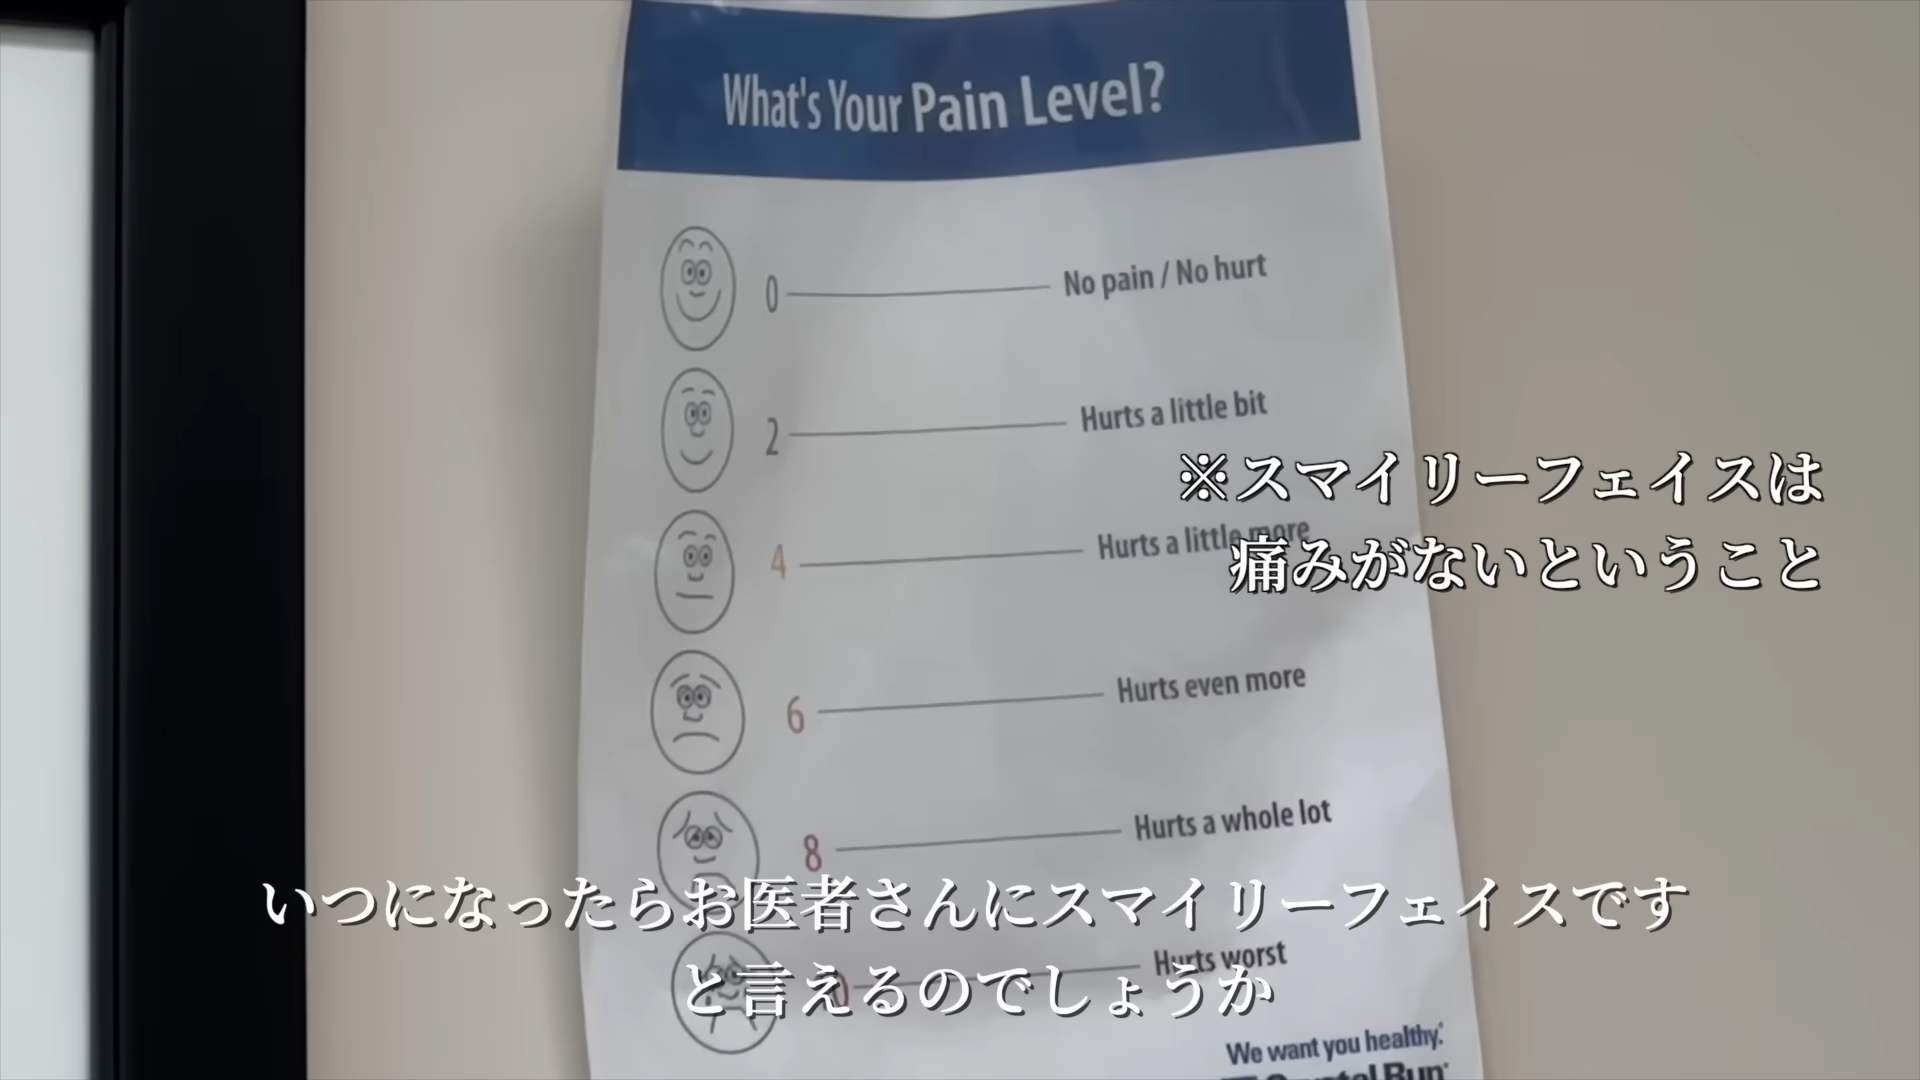 What's Your Pain Level?
0 No pain / No hurt
2 Hurts a little bit
※スマイリーフェイスは
4 Hurts a little more
痛みがないということ
6 Hurts even more
8 Hurts a whole lot
いつになったらお医者さんにスマイリーフェイスです
Hurts worst
と言えるのでしょうか
We want you healthy.
Run